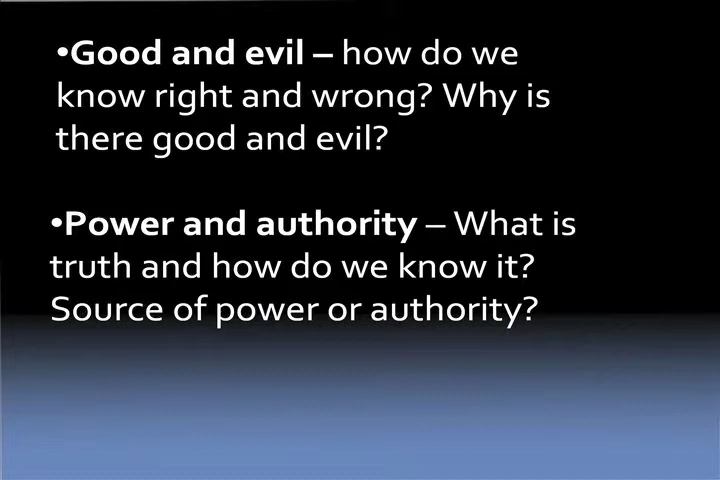 •Good and evil – how do we
know right and wrong? Why is
there good and evil?
•Power and authority – What is
truth and how do we know it?
Source of power or authority?